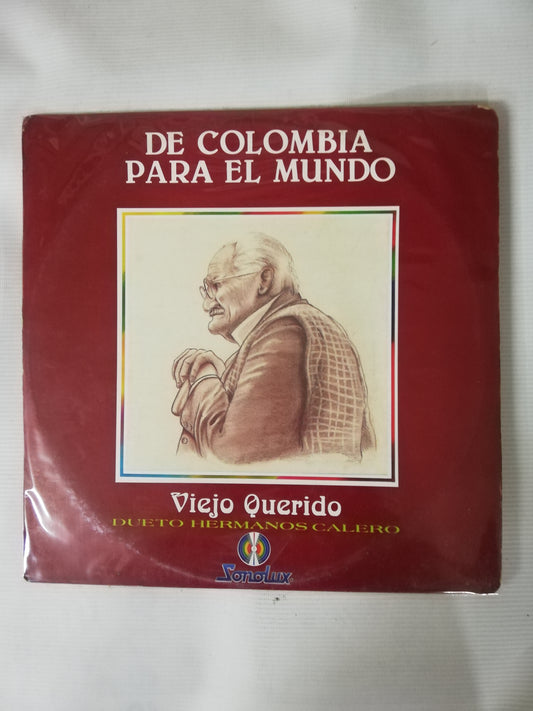 DE COLOMBIA
PARA EL MUNDO
Viejo Querido
DUETO HERMANOS CALERO
Sonolux